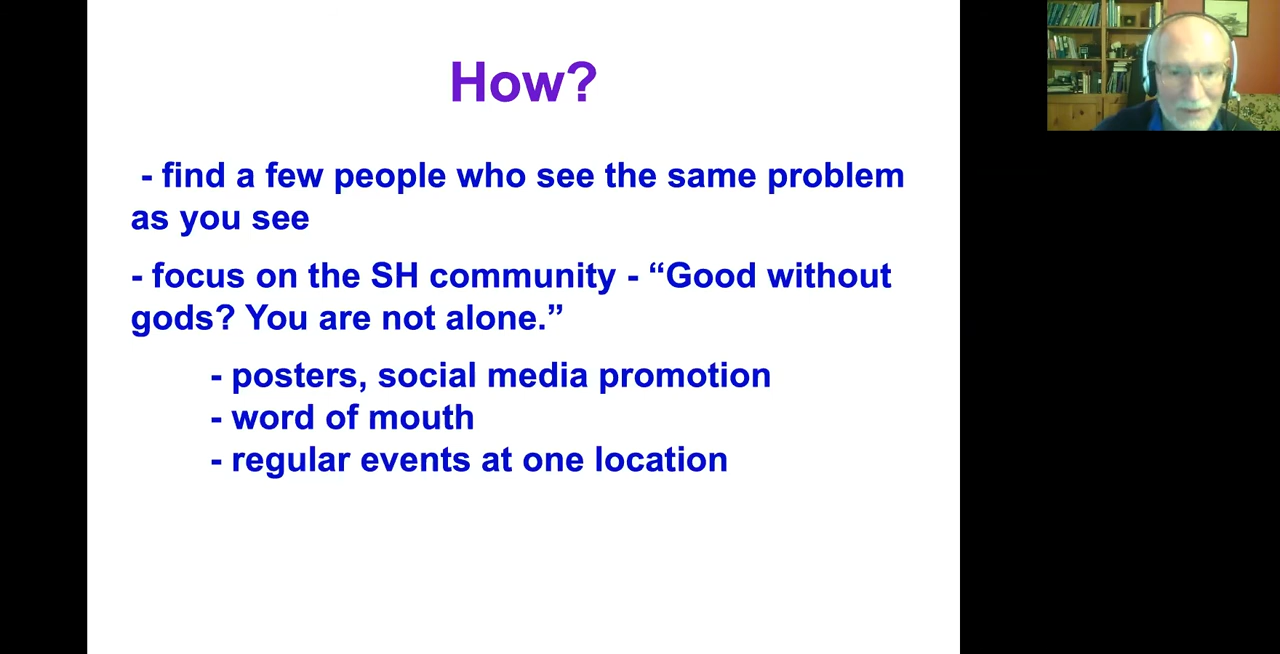 How?
- find a few people who see the same problem
as you see
- focus on the SH community - “Good without
gods? You are not alone.”
- posters, social media promotion
- word of mouth
- regular events at one location